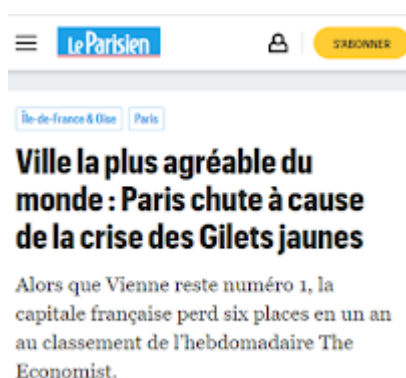 Le Parisien
S'ABONNER
Île-de-France & Oise Paris
Ville la plus agréable du
monde : Paris chute à cause
de la crise des Gilets jaunes
Alors que Vienne reste numéro 1, la
capitale française perd six places en un an
au classement de l'hebdomadaire The
Economist.